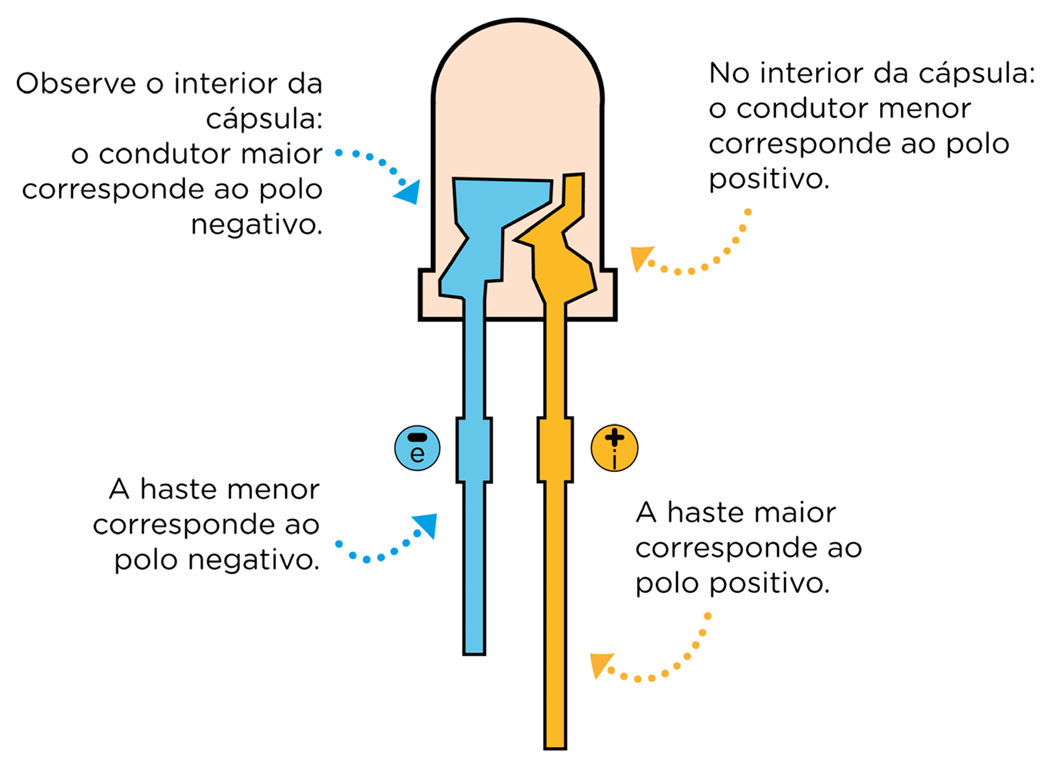 Observe o interior da
cápsula:
o condutor maior
corresponde ao polo
negativo.
No interior da cápsula:
o condutor menor
corresponde ao polo
positivo.
e
+
i
A haste menor
corresponde ao
polo negativo.
A haste maior
corresponde ao
polo positivo.